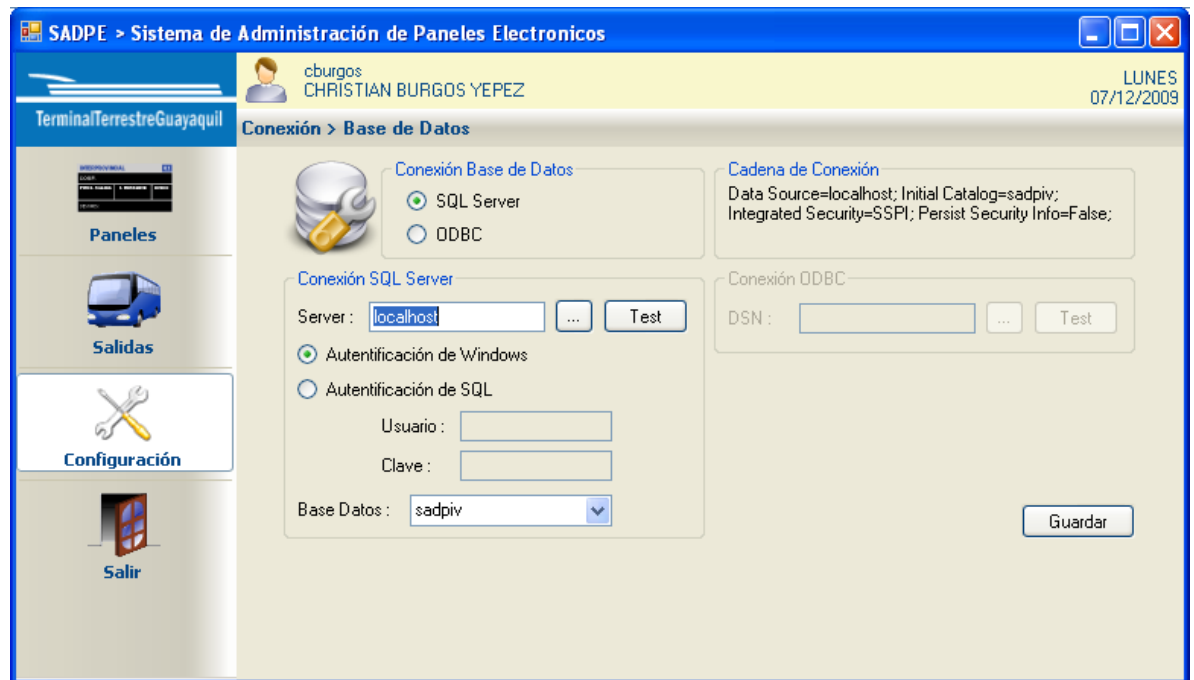 SADPE > Sistema de Administración de Paneles Electronicos
TerminalTerrestreGuayaquil
cburgos
CHRISTIAN BURGOS YEPEZ
LUNES
07/12/2009
Conexión > Base de Datos
Paneles
Salidas
Configuración
Salir
Conexión Base de Datos
SQL Server
ODBC
Cadena de Conexión
Data Source=localhost; Initial Catalog=sadpiv;
Integrated Security=SSPI; Persist Security Info=False;
Conexión SQL Server
Server : localhost ... Test
Autentificación de Windows
Autentificación de SQL
Usuario :
Clave :
Base Datos : sadpiv
Conexión ODBC
DSN : ... Test
Guardar